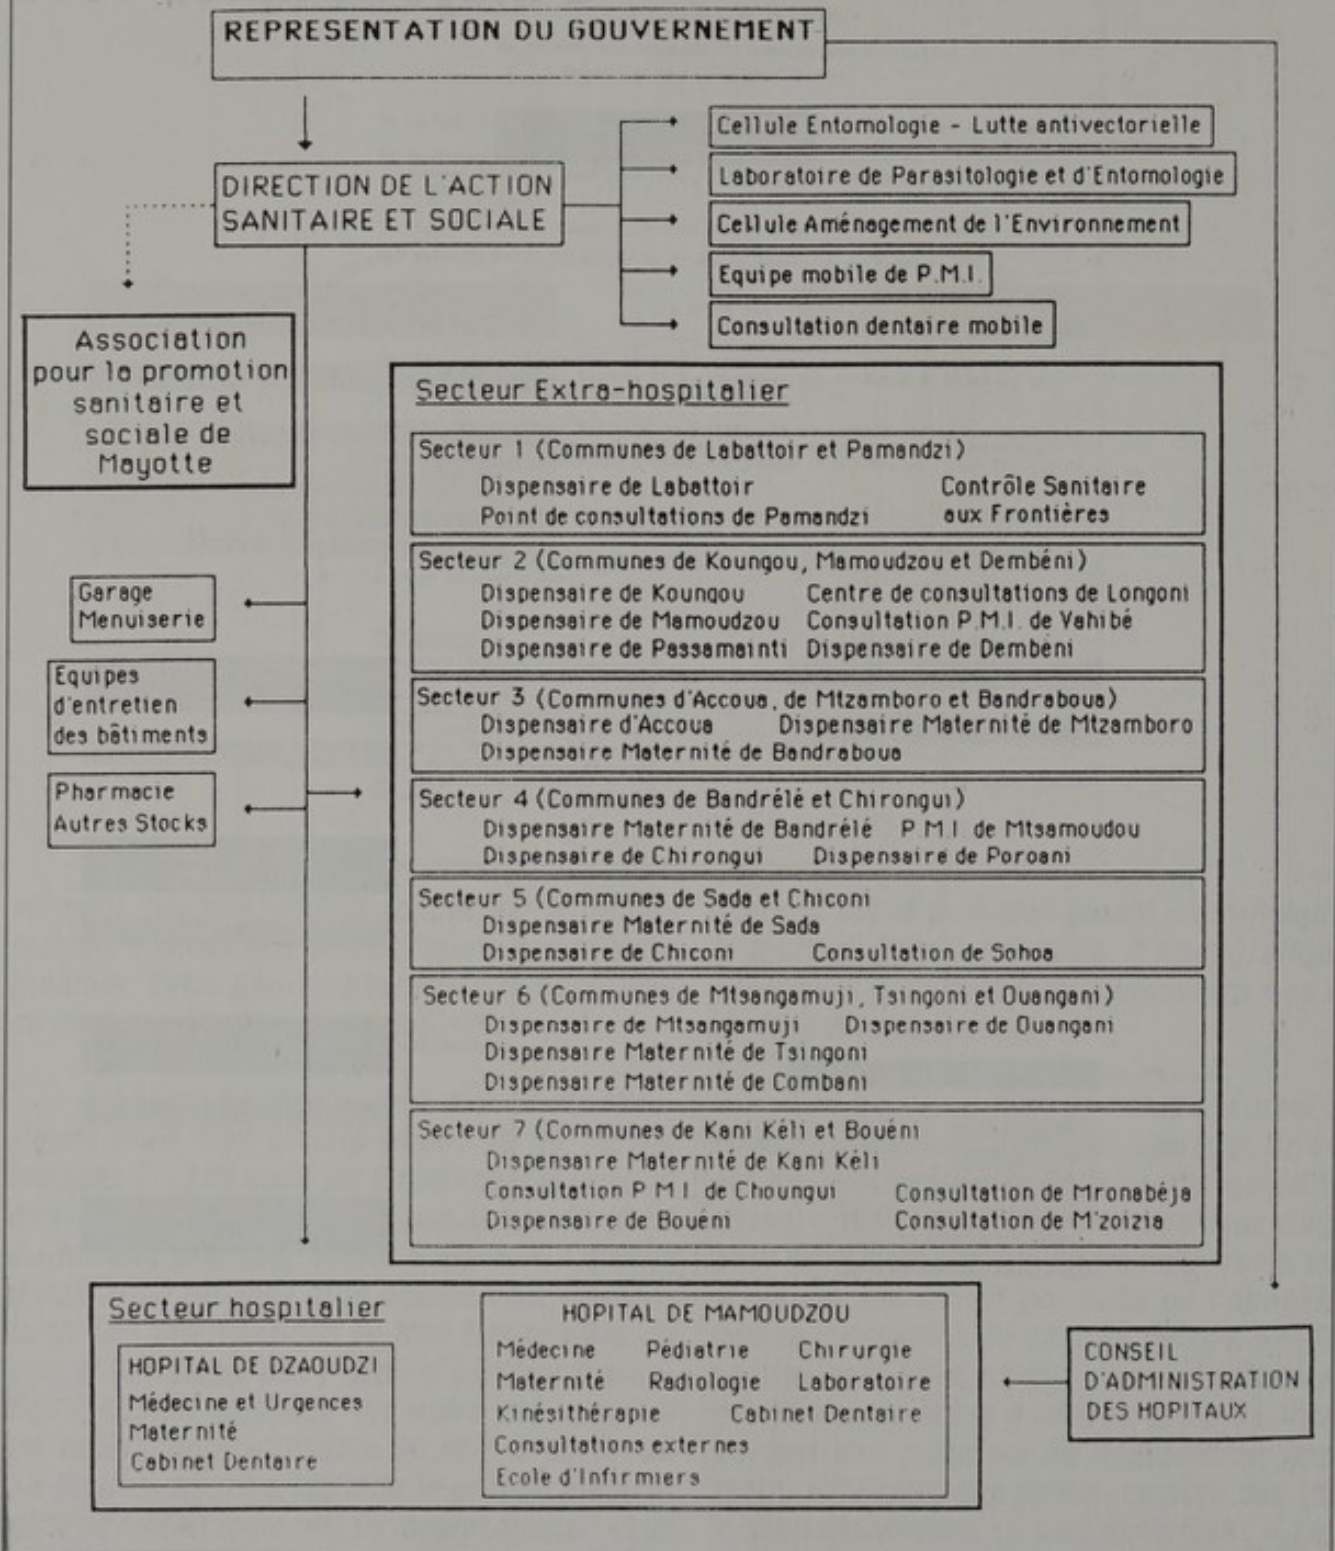 REPRESENTATION DU GOUVERNEMENT
DIRECTION DE L'ACTION
SANITAIRE ET SOCIALE
Cellule Entomologie - Lutte antivectorielle
Laboratoire de Parasitologie et d'Entomologie
Cellule Aménagement de l'Environnement
Equipe mobile de P.M.I.
Consultation dentaire mobile
Association
pour la promotion
sanitaire et
sociale de
Mayotte
Garage
Menuiserie
Equipes
d'entretien
des bâtiments
Pharmacie
Autres Stocks
Secteur Extra-hospitalier
Secteur 1 (Communes de Labattoir et Pamandzi)
Dispensaire de Labattoir Contrôle Sanitaire
Point de consultations de Pamandzi aux Frontières
Secteur 2 (Communes de Koungou, Mamoudzou et Dembéni)
Dispensaire de Koungou Centre de consultations de Longoni
Dispensaire de Mamoudzou Consultation P.M.I. de Vahibé
Dispensaire de Passamainti Dispensaire de Dembéni
Secteur 3 (Communes d'Accoua, de Mtzamboro et Bandraboua)
Dispensaire d'Accoua Dispensaire Maternité de Mtzamboro
Dispensaire Maternité de Bandraboua
Secteur 4 (Communes de Bandrélé et Chirongui)
Dispensaire Maternité de Bandrélé P.M.I. de Mtsamoudou
Dispensaire de Chirongui Dispensaire de Poroani
Secteur 5 (Communes de Sada et Chiconi
Dispensaire Maternité de Sada
Dispensaire de Chiconi Consultation de Sohoa
Secteur 6 (Communes de Mtsangamuji, Tsingoni et Ouangani)
Dispensaire de Mtsangamuji Dispensaire de Ouangani
Dispensaire Maternité de Tsingoni
Dispensaire Maternité de Combani
Secteur 7 (Communes de Kani Kéli et Bouéni
Dispensaire Maternité de Kani Kéli
Consultation P M I de Choungui Consultation de Mronabéja
Dispensaire de Bouéni Consultation de M'zoizia
Secteur hospitalier
HOPITAL DE DZAOUDZI
Médecine et Urgences
Maternité
Cabinet Dentaire
HOPITAL DE MAMOUDZOU
Médecine Pédiatrie Chirurgie
Maternité Radiologie Laboratoire
Kinésithérapie Cabinet Dentaire
Consultations externes
Ecole d'Infirmiers
CONSEIL
D'ADMINISTRATION
DES HOPITAUX